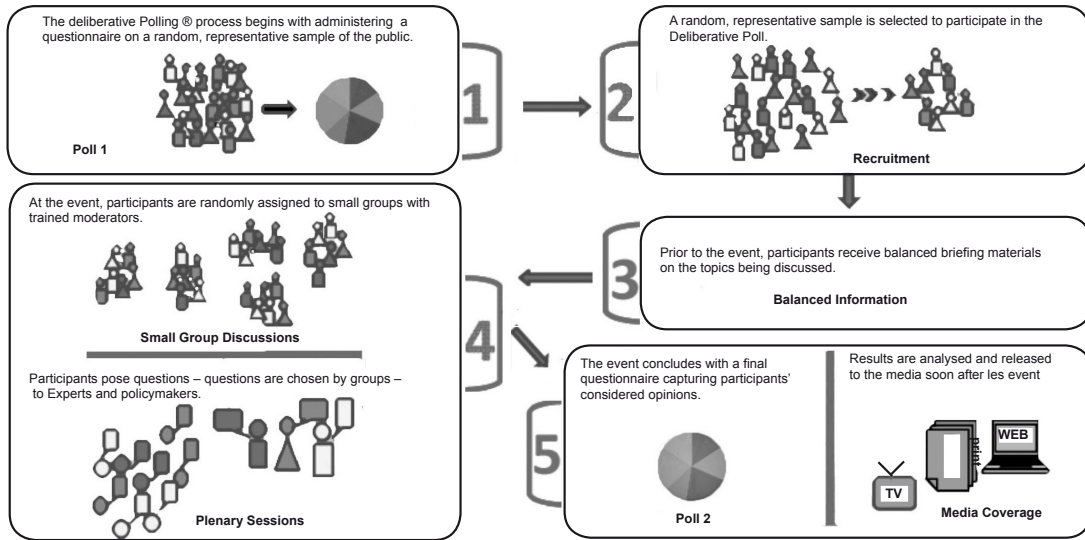 The deliberative Polling ® process begins with administering a
questionnaire on a random, representative sample of the public.
Poll 1
1
2
A random, representative sample is selected to participate in the
Deliberative Poll.
Recruitment
3
Prior to the event, participants receive balanced briefing materials
on the topics being discussed.
Balanced Information
At the event, participants are randomly assigned to small groups with
trained moderators.
Small Group Discussions
4
Participants pose questions – questions are chosen by groups –
to Experts and policymakers.
Plenary Sessions
5
The event concludes with a final
questionnaire capturing participants’
considered opinions.
Poll 2
Results are analysed and released
to the media soon after les event
TV
print
WEB
Media Coverage